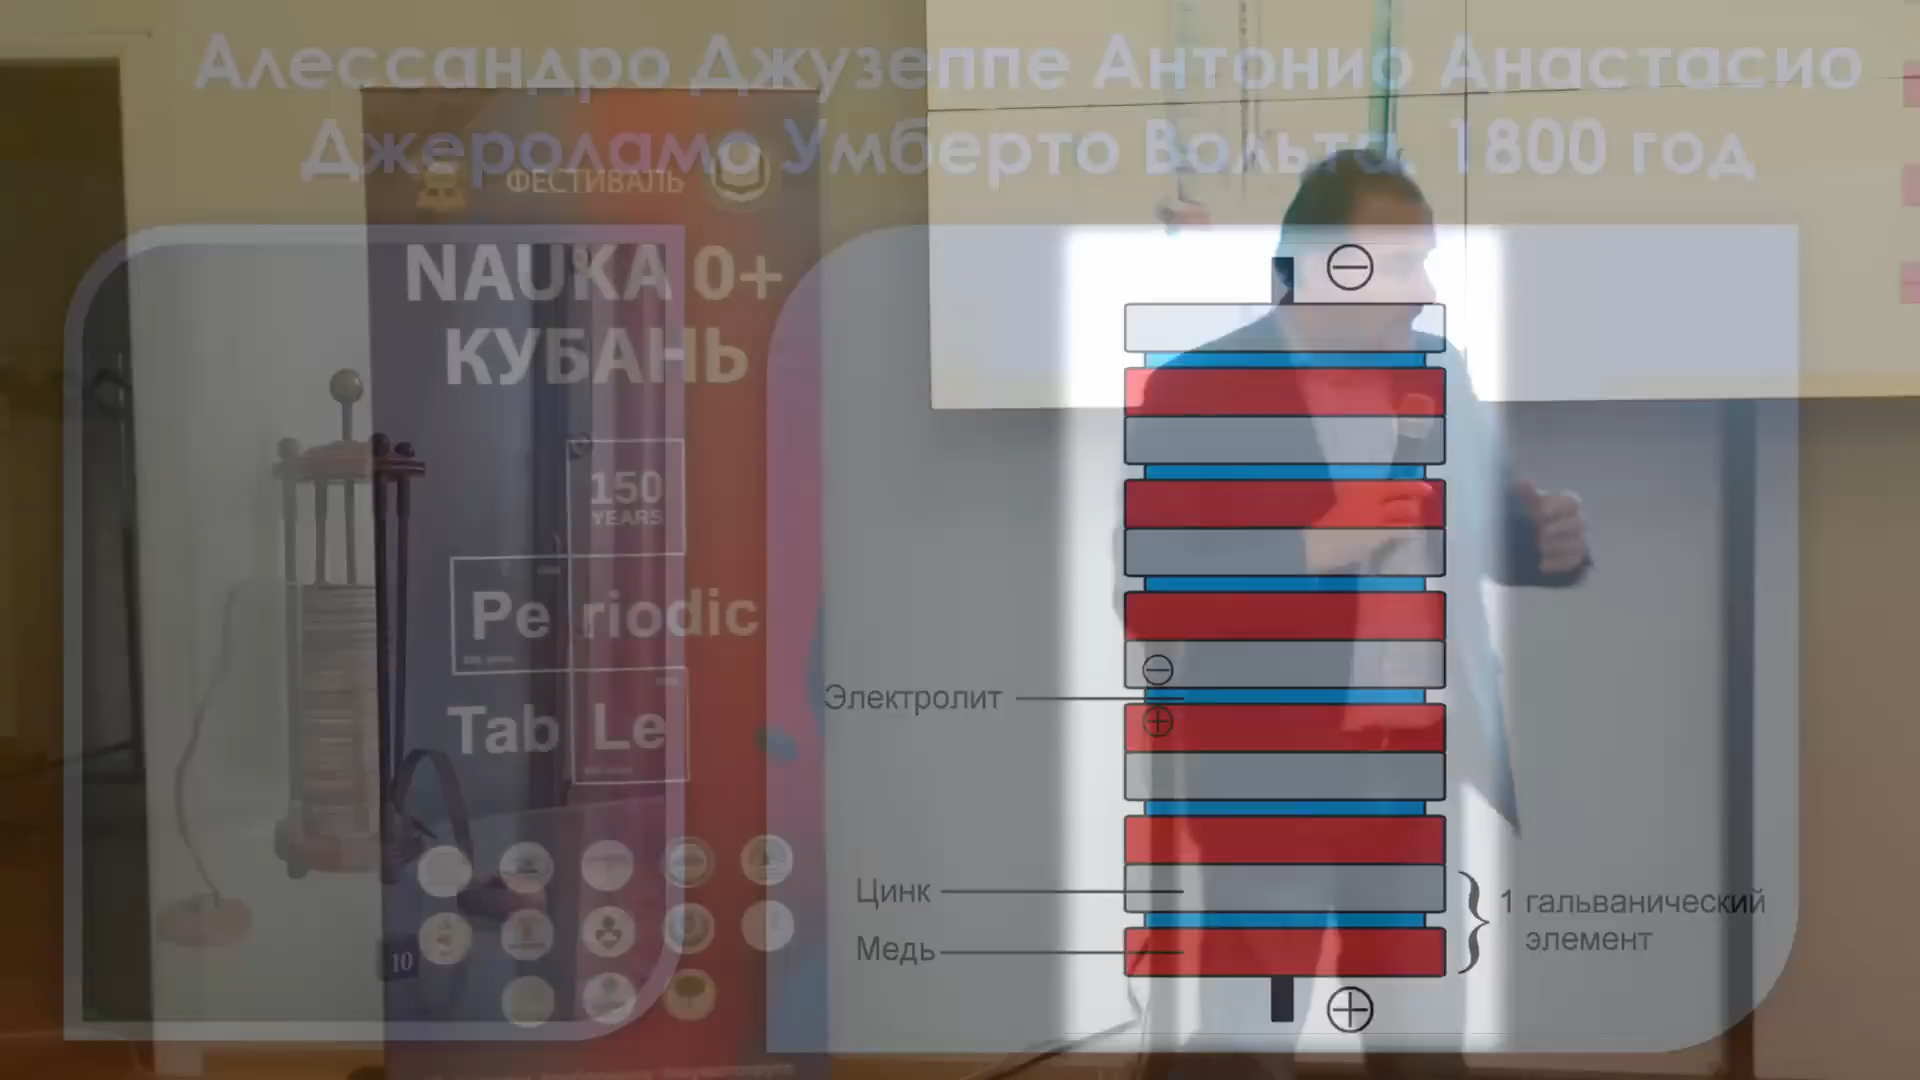 Алессандро Джузеппе Антонио Анастасио
Джероламо Умберто Вольта. 1800 год
ФЕСТИВАЛЬ
NAUKA 0+
КУБАНЬ
150
YEARS
Pe riodic
Tab Le
10
Электролит
Цинк
Медь
1 гальванический
элемент